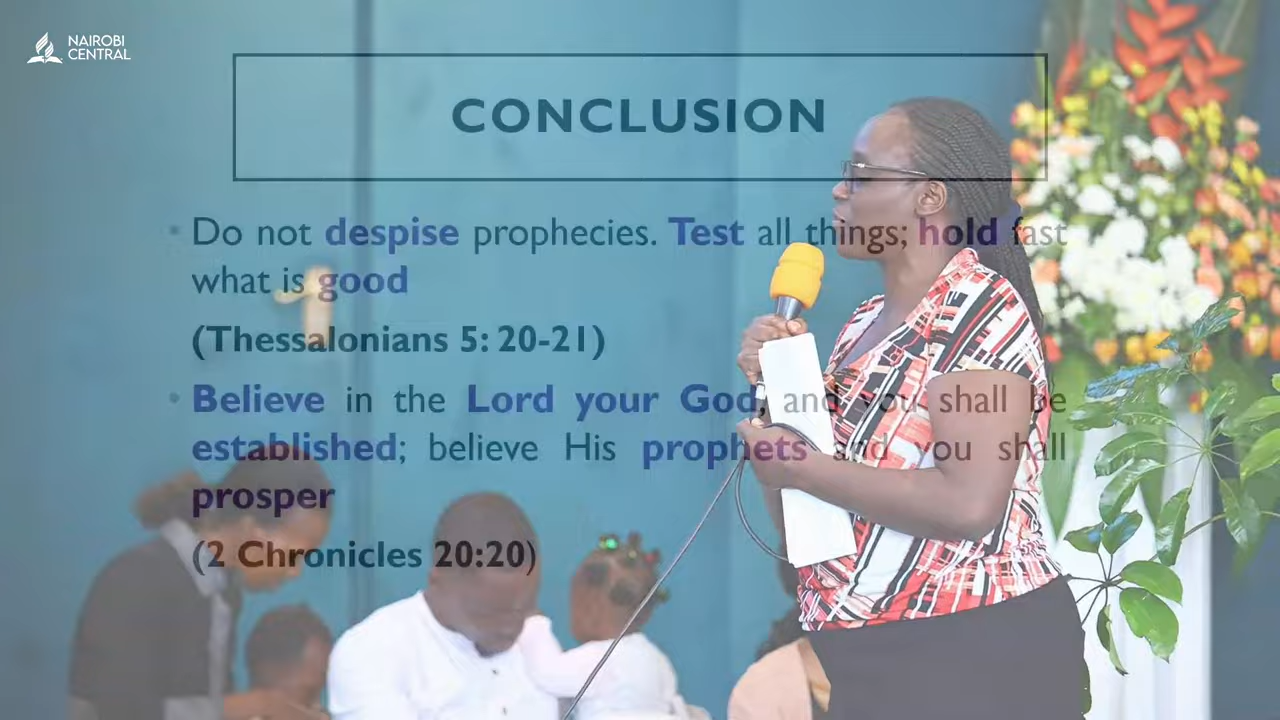 NAIROBI
CENTRAL
CONCLUSION
• Do not despise prophecies. Test all things; hold fast
what is good
(Thessalonians 5: 20-21)
• Believe in the Lord your God, and you shall be
established; believe His prophets and you shall
prosper
(2 Chronicles 20:20)